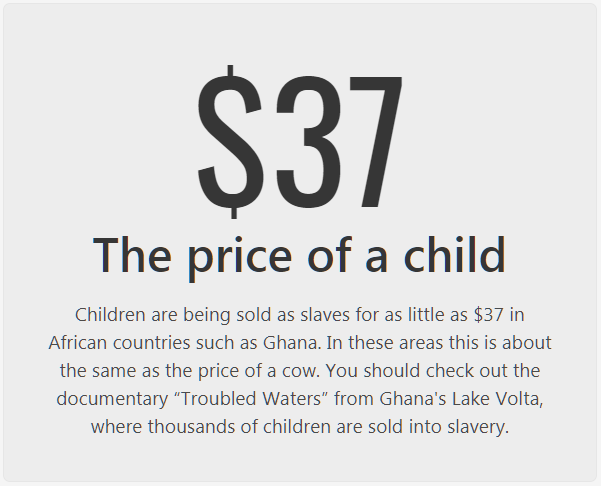 $37
The price of a child
Children are being sold as slaves for as little as $37 in
African countries such as Ghana. In these areas this is about
the same as the price of a cow. You should check out the
documentary “Troubled Waters” from Ghana's Lake Volta,
where thousands of children are sold into slavery.